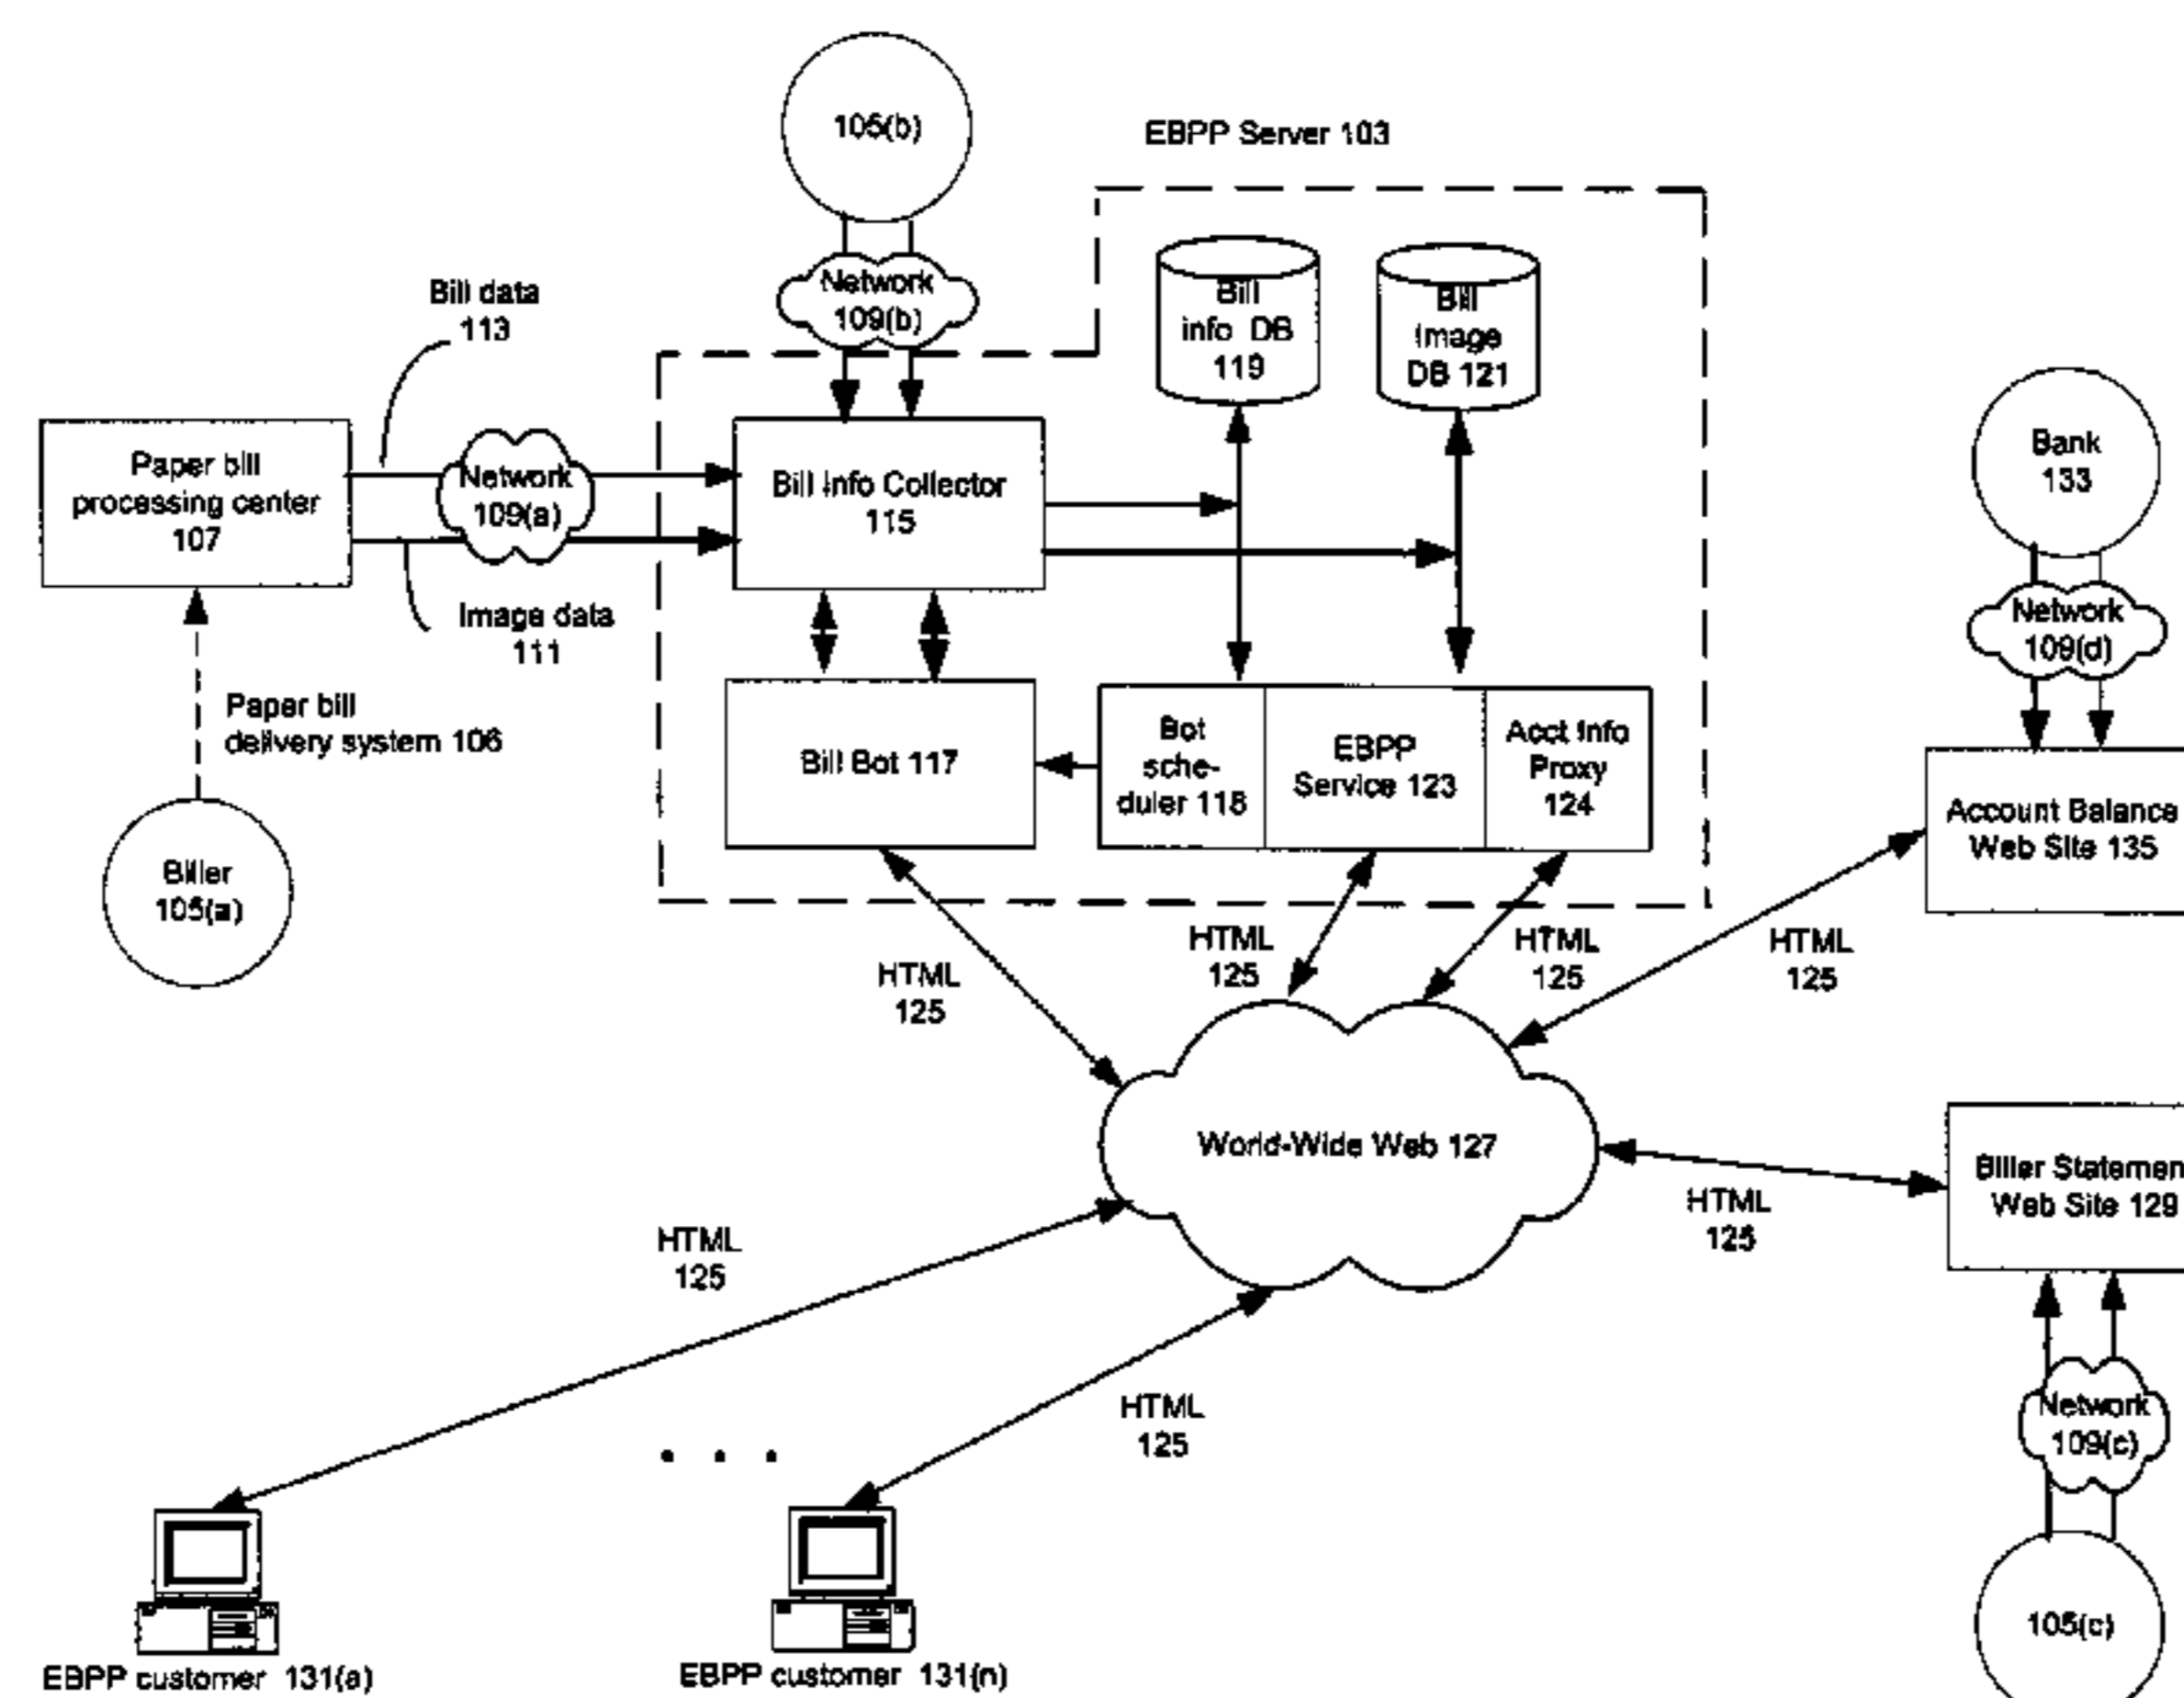 105(b)
EBPP Server 103
Bill data
113
Network
109(b)
Bill
info DB
119
Bill
Image
DB 121
Paper bill
processing center
107
Network
109(a)
Bill Info Collector
115
Bank
133
Image data
111
Network
109(d)
Paper bill
delivery system 106
Bill Bot 117
Bot
sche-
duler 118
EBPP
Service 123
Acct Info
Proxy
124
Account Balance
Web Site 135
Biller
105(a)
HTML
125
HTML
125
HTML
125
HTML
125
World-Wide Web 127
Biller Statemen
Web Site 129
HTML
125
HTML
125
HTML
125
Network
109(c)
. . .
105(c)
EBPP customer 131(a)
EBPP customer 131(n)